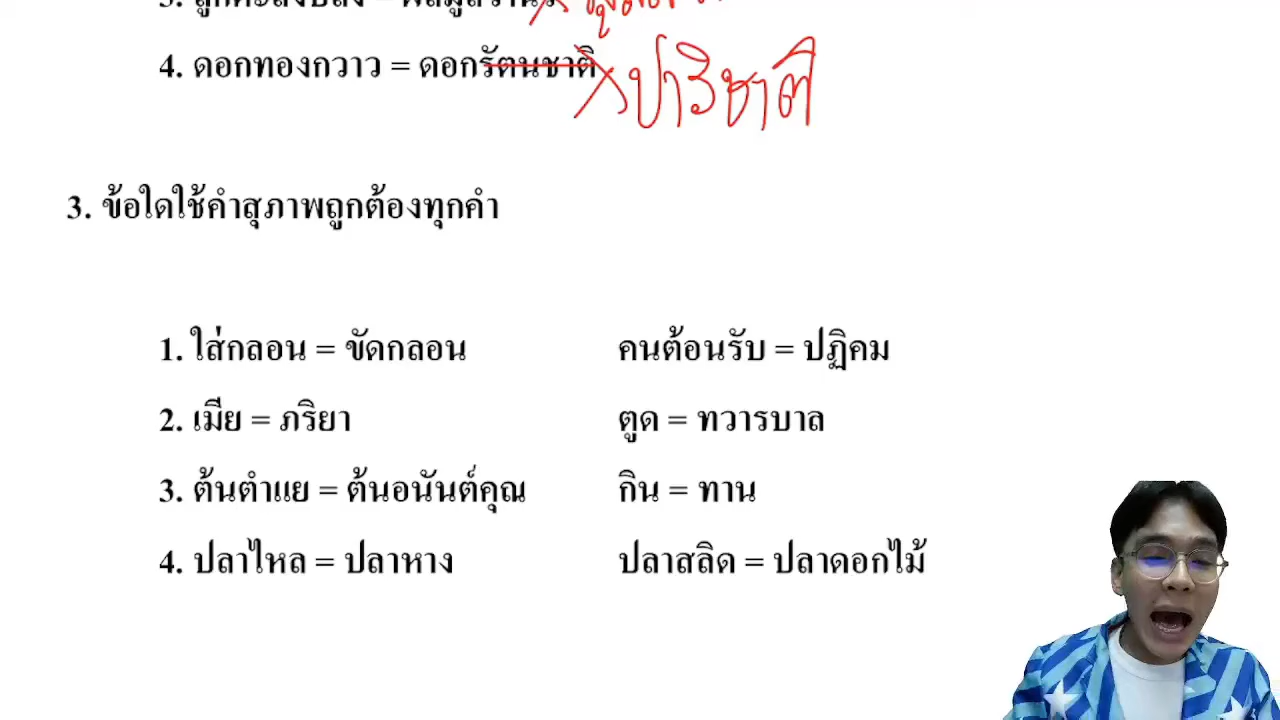 4. ดอกทองกวาว = ดอกรัตนชาติ × ปาริชาติ
3. ข้อใดใช้คำสุภาพถูกต้องทุกคำ
1. ใส่กลอน = ขัดกลอน คนต้อนรับ = ปฏิคม
2. เมีย = ภริยา ตูด = ทวารบาล
3. ต้นตำแย = ต้นอนันต์คุณ กิน = ทาน
4. ปลาไหล = ปลาหาง ปลาสลิด = ปลาดอกไม้